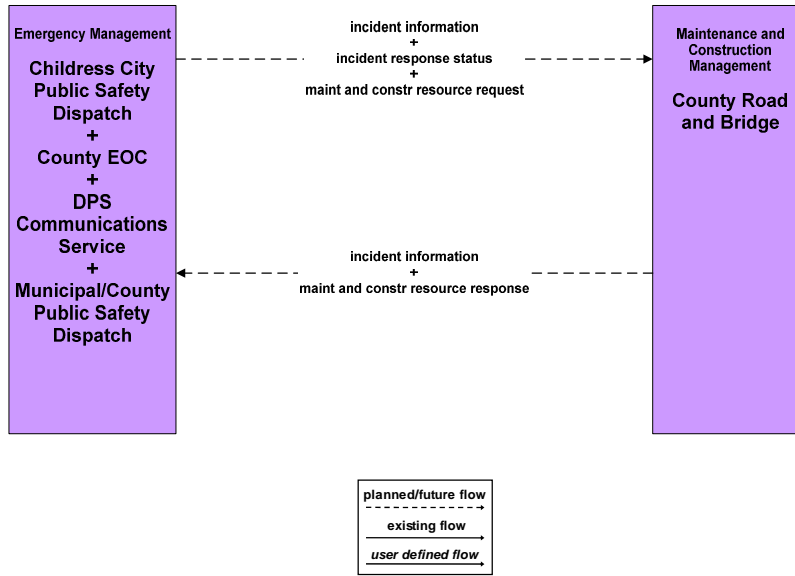 Emergency Management
Childress City
Public Safety
Dispatch
+
County EOC
+
DPS
Communications
Service
+
Municipal/County
Public Safety
Dispatch
incident information
+
incident response status
+
maint and constr resource request
incident information
+
maint and constr resource response
Maintenance and
Construction
Management
County Road
and Bridge
planned/future flow
existing flow
user defined flow